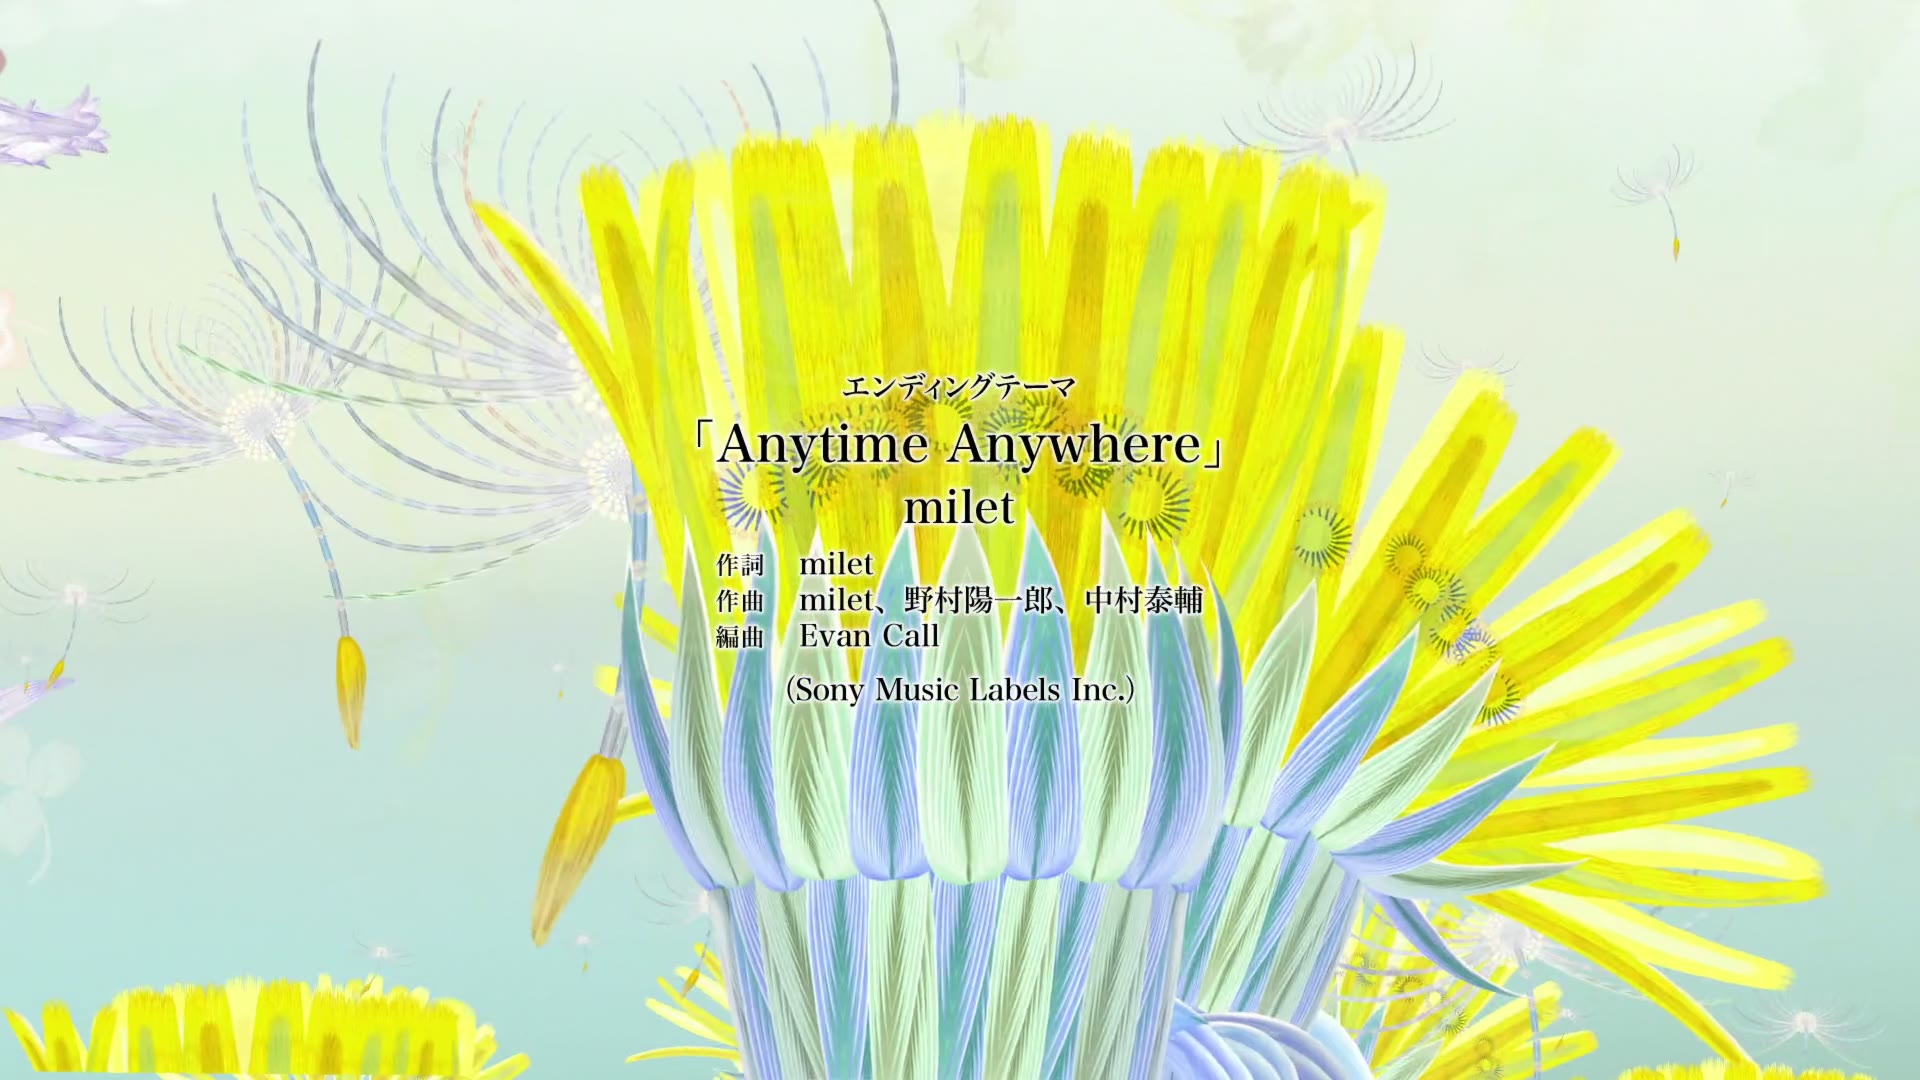 エンディングテーマ
「Anytime Anywhere」
milet
作詞 milet
作曲 milet、野村陽一郎、中村泰輔
編曲 Evan Call
(Sony Music Labels Inc.)